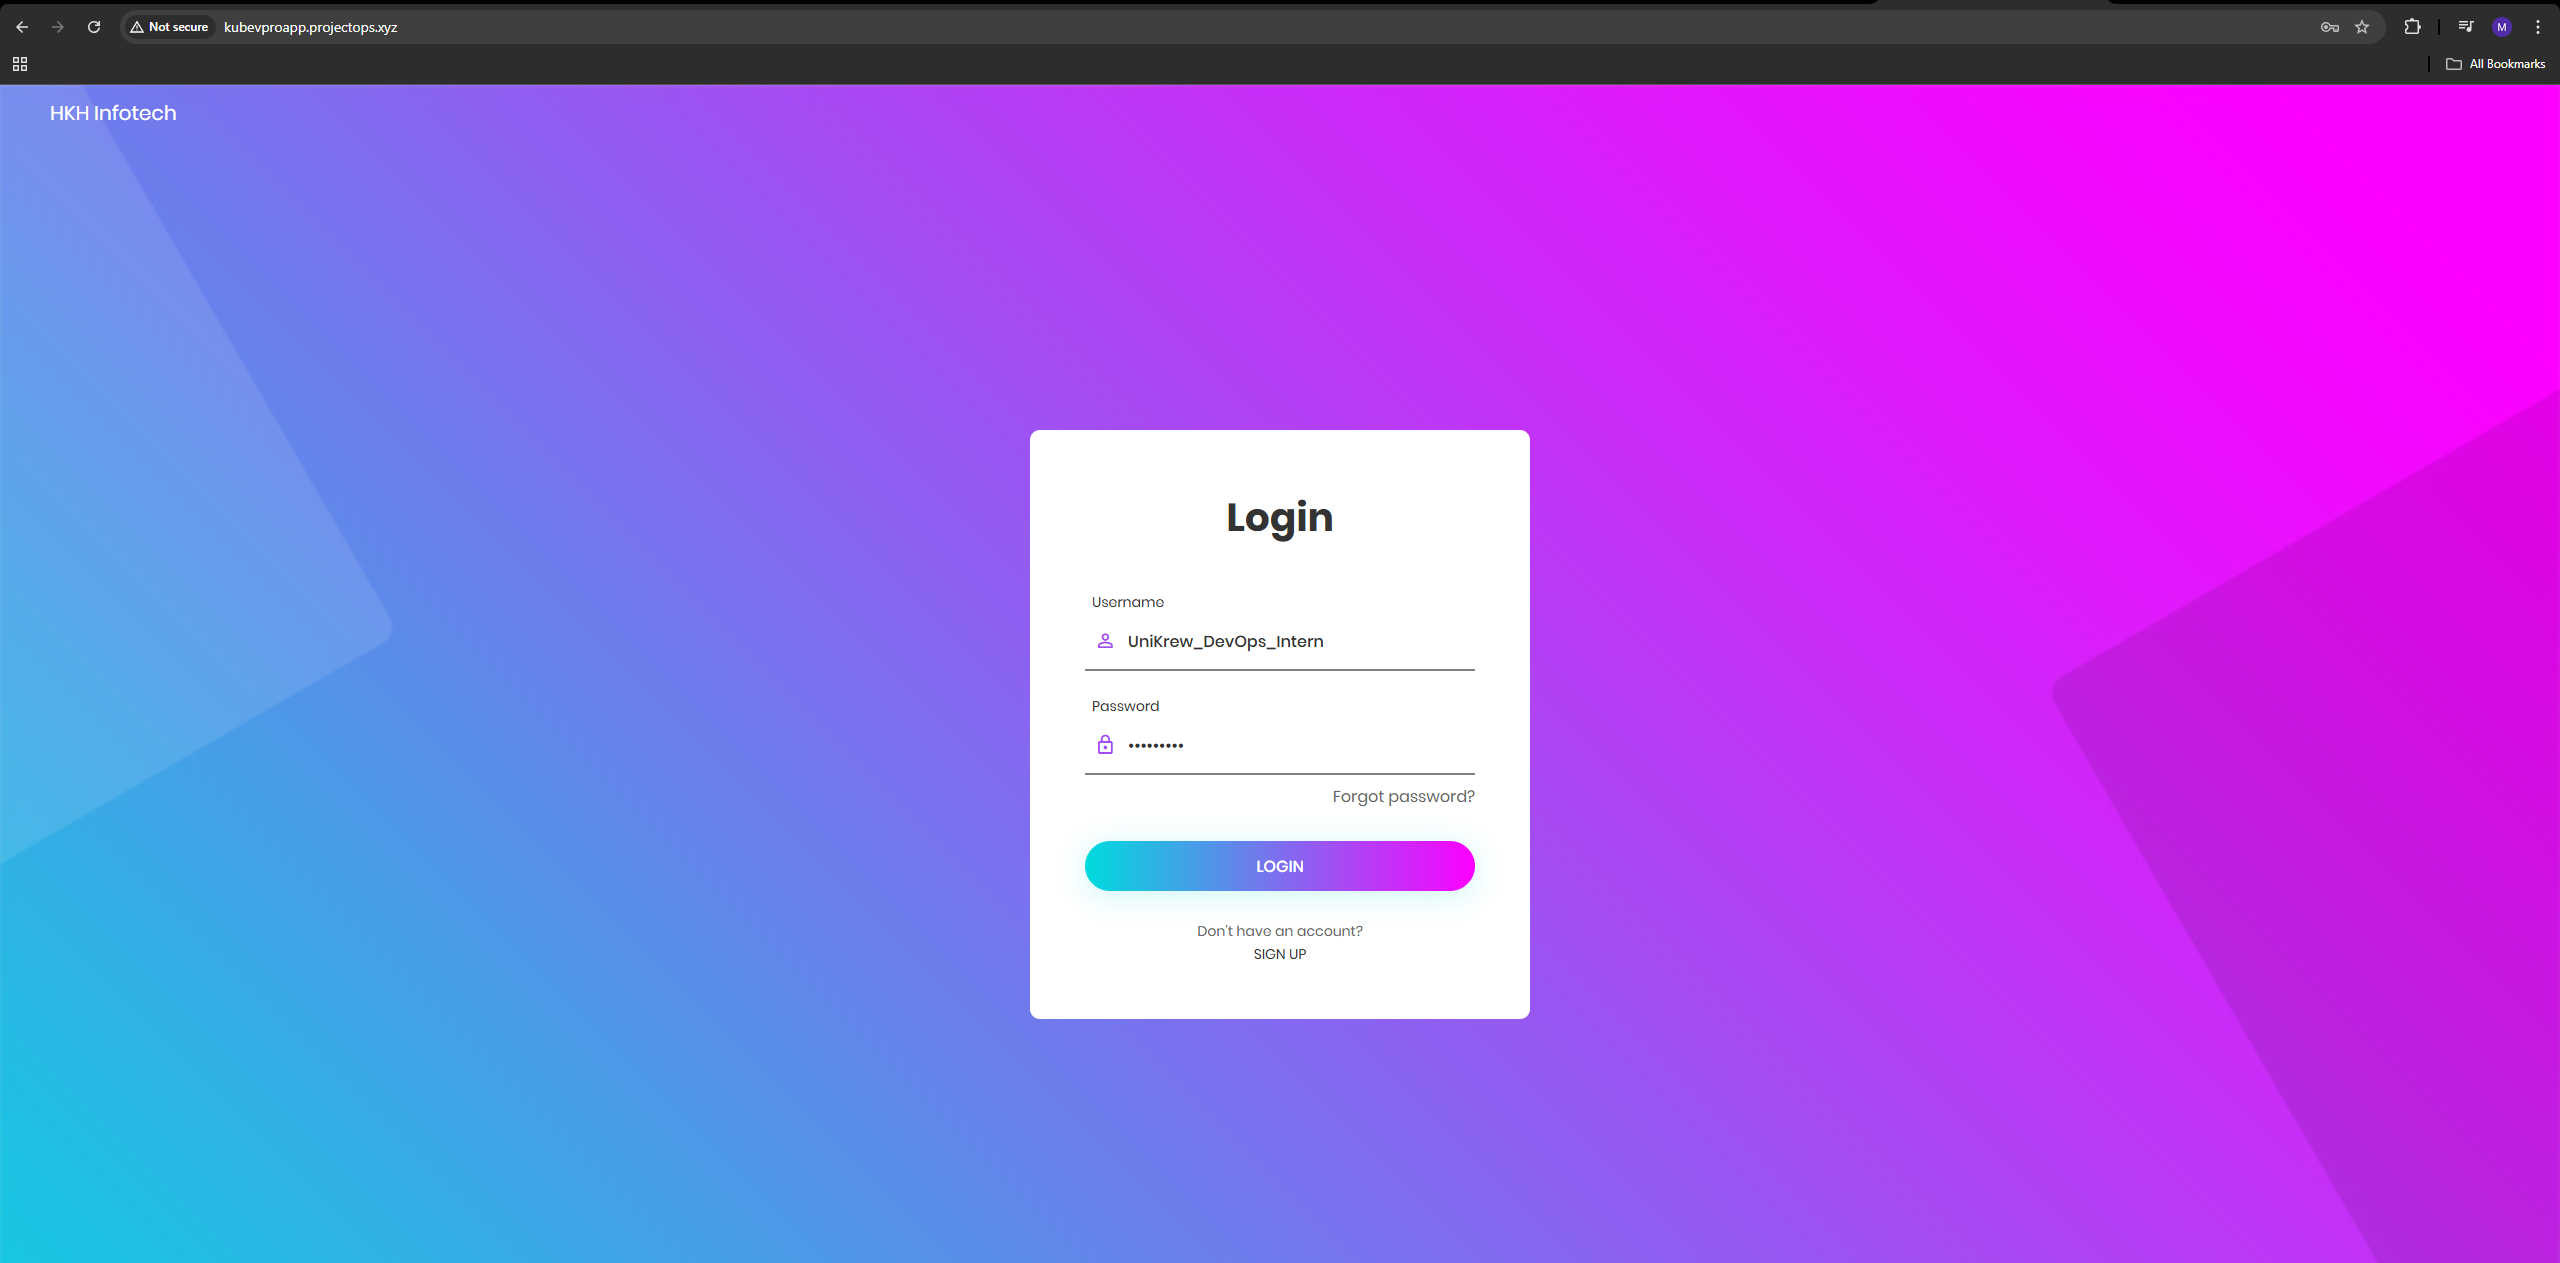 Not secure
kubevproapp.projectops.xyz
M
All Bookmarks
HKH Infotech
Login
Username
UniKrew_DevOps_Intern
Password
•••••••••
Forgot password?
LOGIN
Don't have an account?
SIGN UP